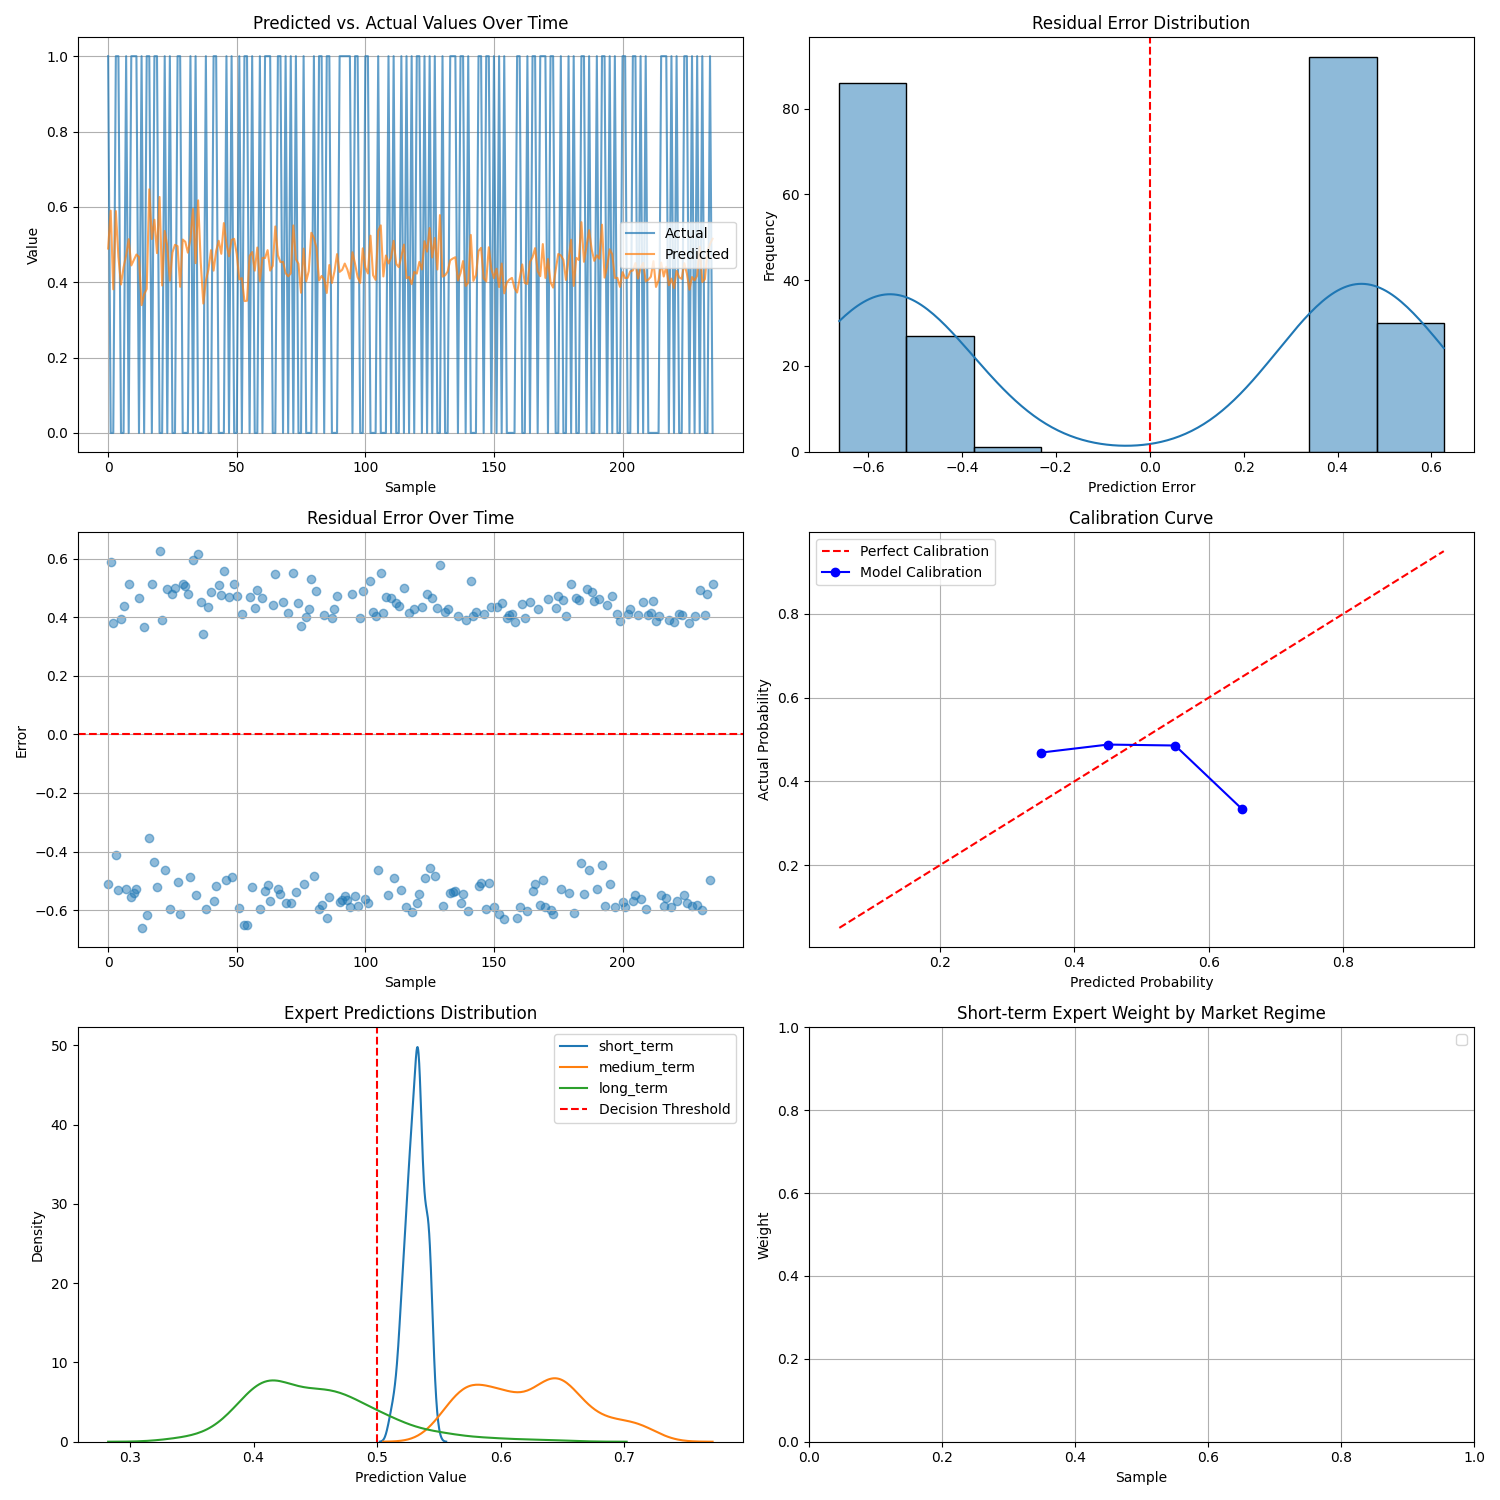 Predicted vs. Actual Values Over Time
Value
1.0
0.8
0.6
0.4
0.2
0.0
Actual
Predicted
0 50 100 150 200
Sample
Residual Error Distribution
Frequency
80
60
40
20
0
−0.6 −0.4 −0.2 0.0 0.2 0.4 0.6
Prediction Error
Residual Error Over Time
Error
0.6
0.4
0.2
0.0
−0.2
−0.4
−0.6
0 50 100 150 200
Sample
Calibration Curve
Perfect Calibration
Model Calibration
Actual Probability
0.8
0.6
0.4
0.2
0.2 0.4 0.6 0.8
Predicted Probability
Expert Predictions Distribution
short_term
medium_term
long_term
Decision Threshold
Density
50
40
30
20
10
0
0.3 0.4 0.5 0.6 0.7
Prediction Value
Short-term Expert Weight by Market Regime
Weight
1.0
0.8
0.6
0.4
0.2
0.0
0.0 0.2 0.4 0.6 0.8 1.0
Sample